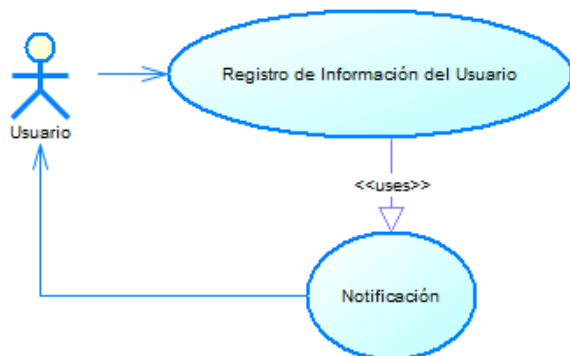 Registro de Información del Usuario
Usuario
<<uses>>
Notificación